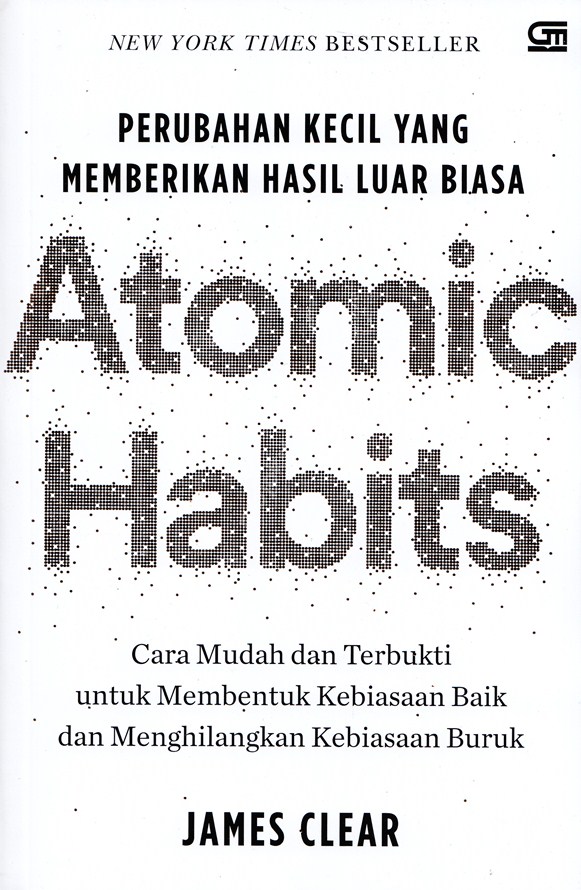 NEW YORK TIMES BESTSELLER
GM
PERUBAHAN KECIL YANG
MEMBERIKAN HASIL LUAR BIASA
Atomic
Habits
Cara Mudah dan Terbukti
untuk Membentuk Kebiasaan Baik
dan Menghilangkan Kebiasaan Buruk
JAMES CLEAR